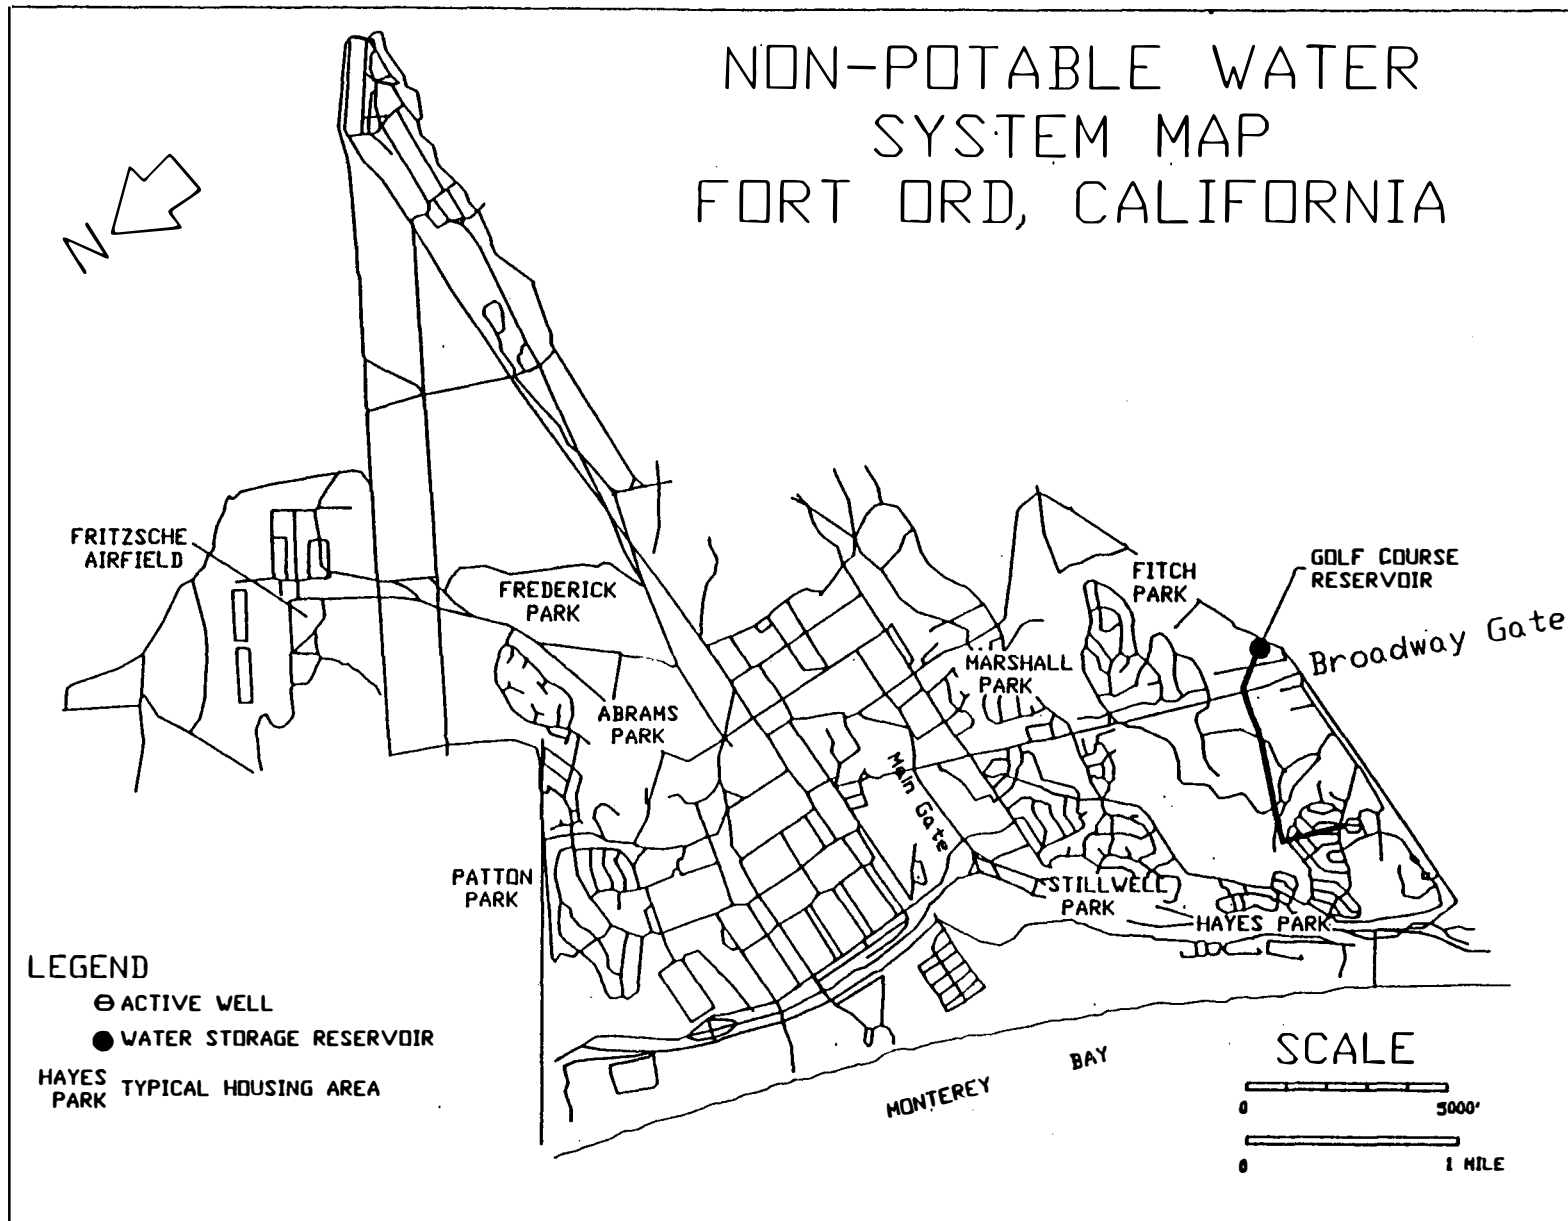 NON-POTABLE WATER
SYSTEM MAP
FORT ORD, CALIFORNIA
N
FRITZSCHE
AIRFIELD
FREDERICK
PARK
ABRAMS
PARK
FITCH
PARK
GOLF COURSE
RESERVOIR
Broadway Gate
MARSHALL
PARK
Main Gate
PATTON
PARK
STILLWELL
PARK
HAYES PARK
LEGEND
ACTIVE WELL
WATER STORAGE RESERVOIR
HAYES
PARK
TYPICAL HOUSING AREA
MONTEREY BAY
SCALE
0 5000'
0 1 MILE